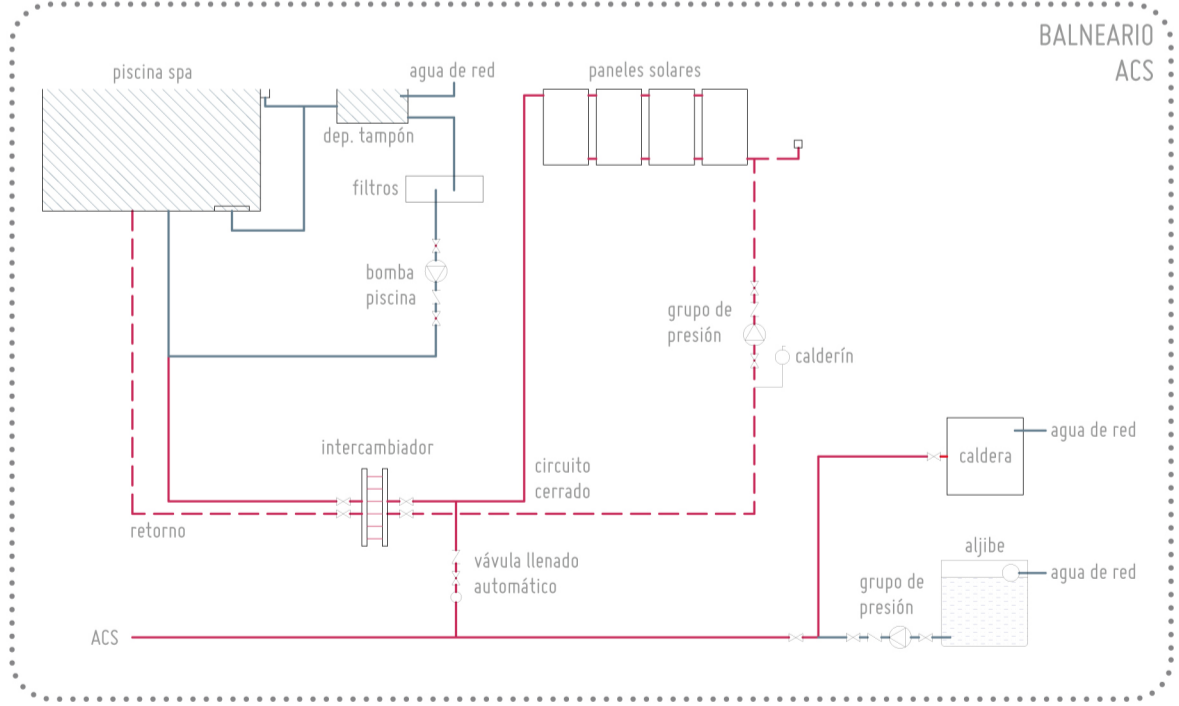 BALNEARIO
ACS
piscina spa
agua de red
paneles solares
dep. tampón
filtros
bomba
piscina
grupo de
presión
calderín
intercambiador
circuito
cerrado
agua de red
caldera
retorno
vávula llenado
automático
aljibe
agua de red
grupo de
presión
ACS